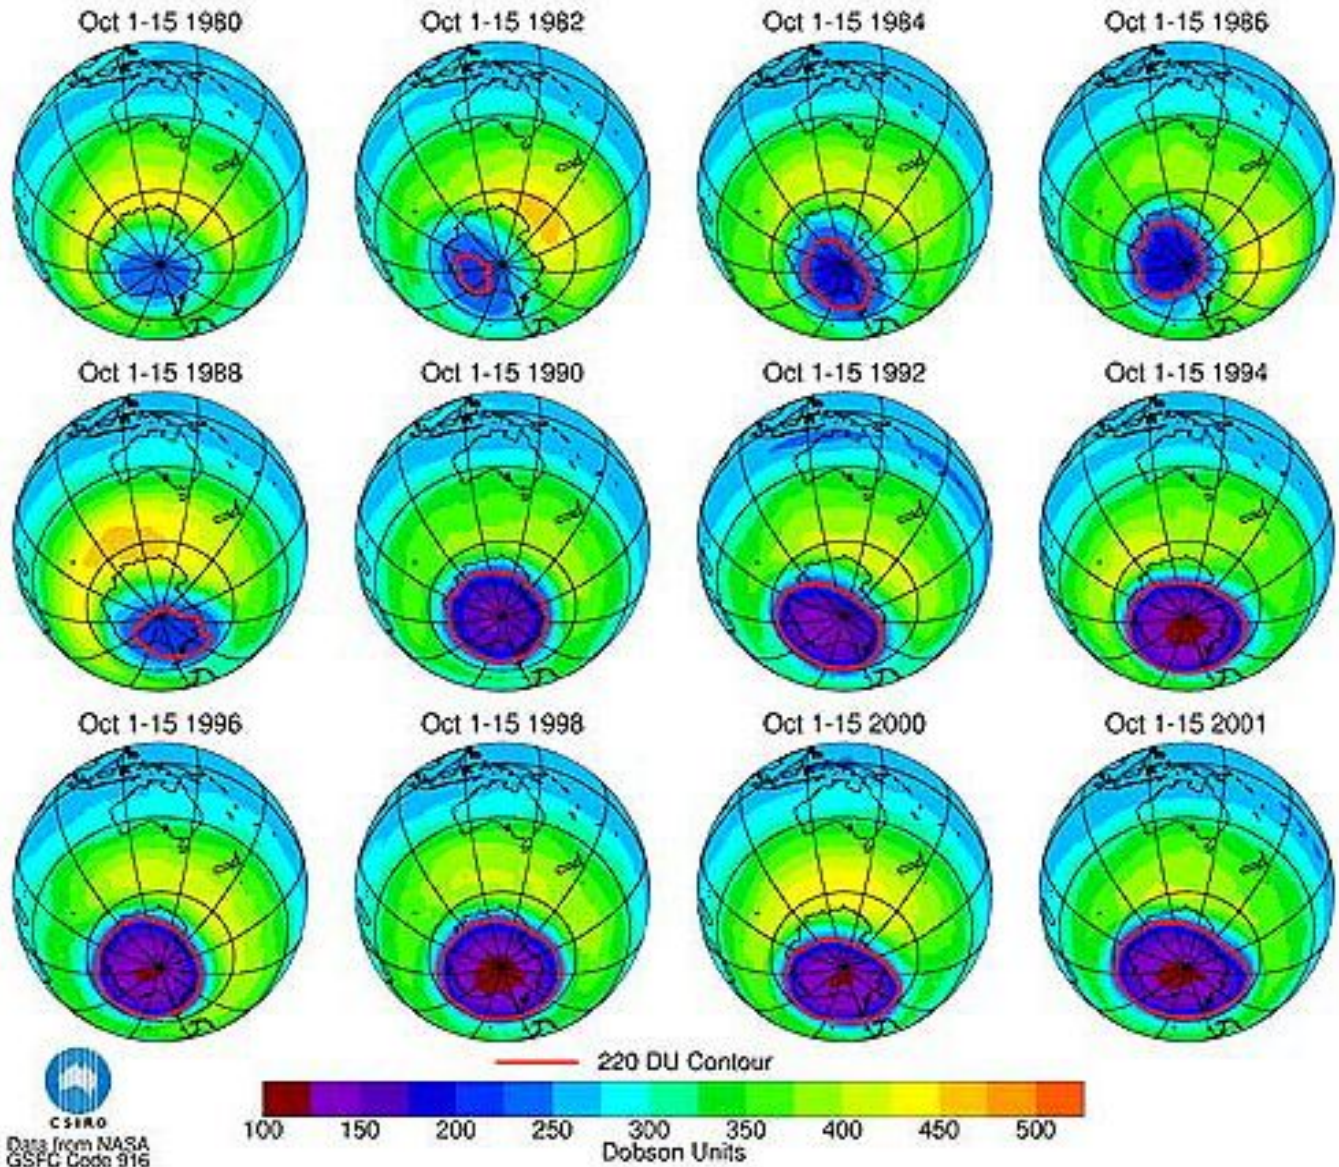 Oct 1-15 1980
Oct 1-15 1982
Oct 1-15 1984
Oct 1-15 1986
Oct 1-15 1988
Oct 1-15 1990
Oct 1-15 1992
Oct 1-15 1994
Oct 1-15 1996
Oct 1-15 1998
Oct 1-15 2000
Oct 1-15 2001
220 DU Contour
100 150 200 250 300 350 400 450 500
Dobson Units
CSIRO
Data from NASA
GSFC Code 916